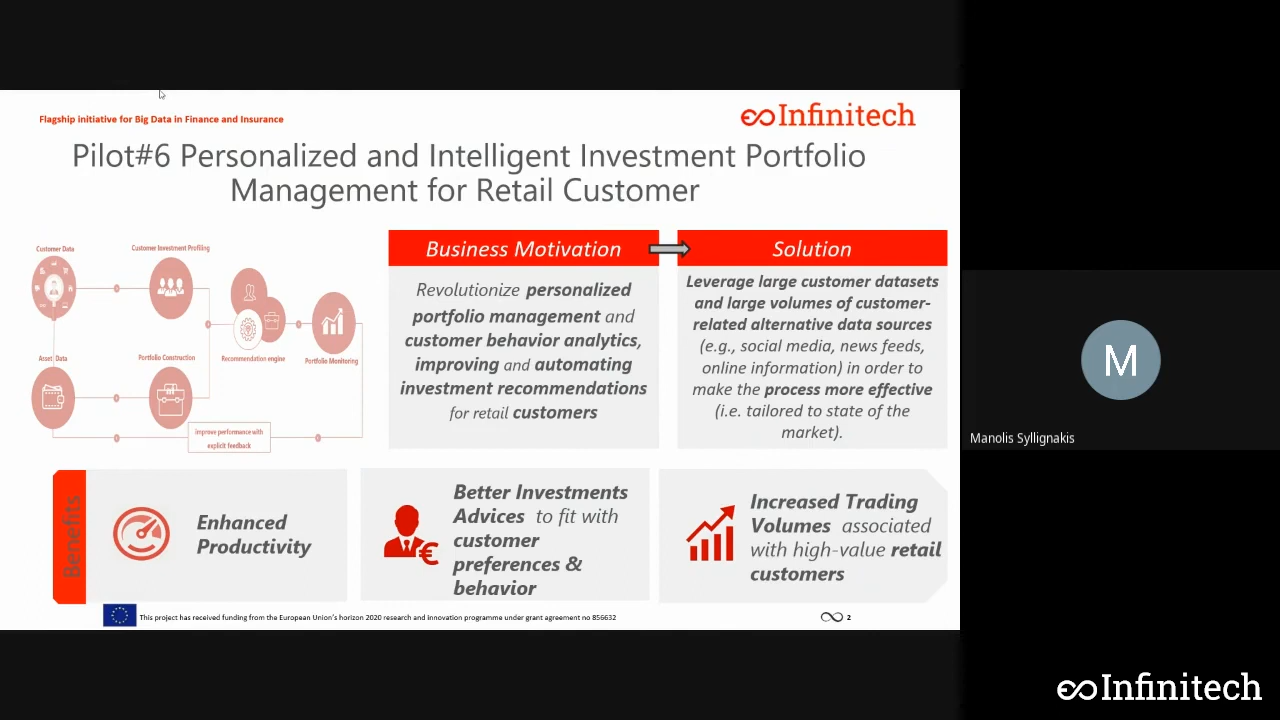 Flagship initiative for Big Data in Finance and Insurance
Infinitech
Pilot#6 Personalized and Intelligent Investment Portfolio
Management for Retail Customer
Customer Data
Customer Investment Profiling
Asset Data
Portfolio Construction
Recommendation engine
Portfolio Monitoring
improve performance with
explicit feedback
Business Motivation
Revolutionize personalized
portfolio management and
customer behavior analytics,
improving and automating
investment recommendations
for retail customers
Solution
Leverage large customer datasets
and large volumes of customer-
related alternative data sources
(e.g., social media, news feeds,
online information) in order to
make the process more effective
(i.e. tailored to state of the
market).
Benefits
Enhanced
Productivity
Better Investments
Advices to fit with
customer
preferences &
behavior
Increased Trading
Volumes associated
with high-value retail
customers
This project has received funding from the European Union's horizon 2020 research and innovation programme under grant agreement no 856632
2
M
Manolis Syllignakis
Infinitech